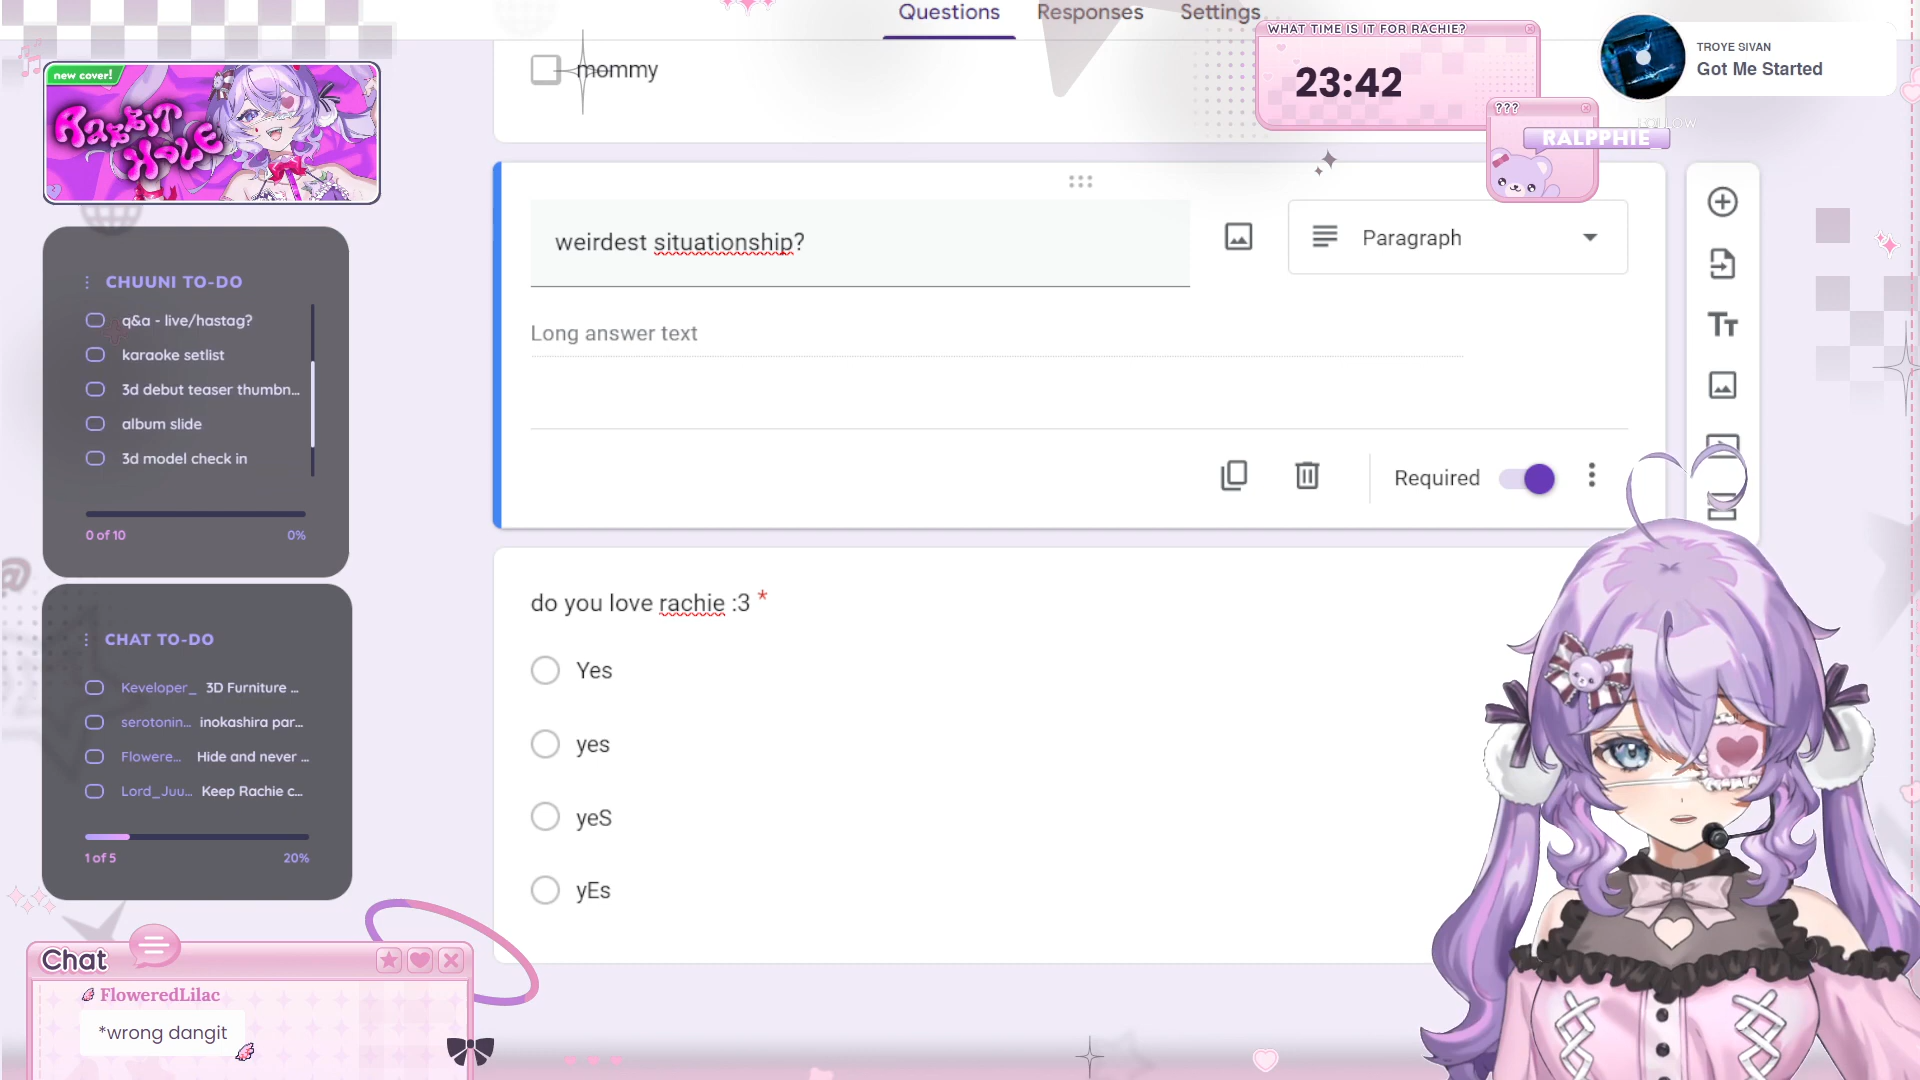 Questions
Responses
Settings
mommy
WHAT TIME IS IT FOR RACHIE?
23:42
TROYE SIVAN
Got Me Started
???
FOLLOW
RALPPHIE
new cover!
RABBIT HOLE
weirdest situationship?
Paragraph
Long answer text
Required
CHUUNI TO-DO
q&a - live/hastag?
karaoke setlist
3d debut teaser thumbn...
album slide
3d model check in
0 of 10
0%
do you love rachie :3 *
Yes
yes
yeS
yEs
CHAT TO-DO
Keveloper_ 3D Furniture ...
serotonin... inokashira par...
Flowere... Hide and never ...
Lord_Juu... Keep Rachie c...
1 of 5
20%
Chat
FloweredLilac
*wrong dangit